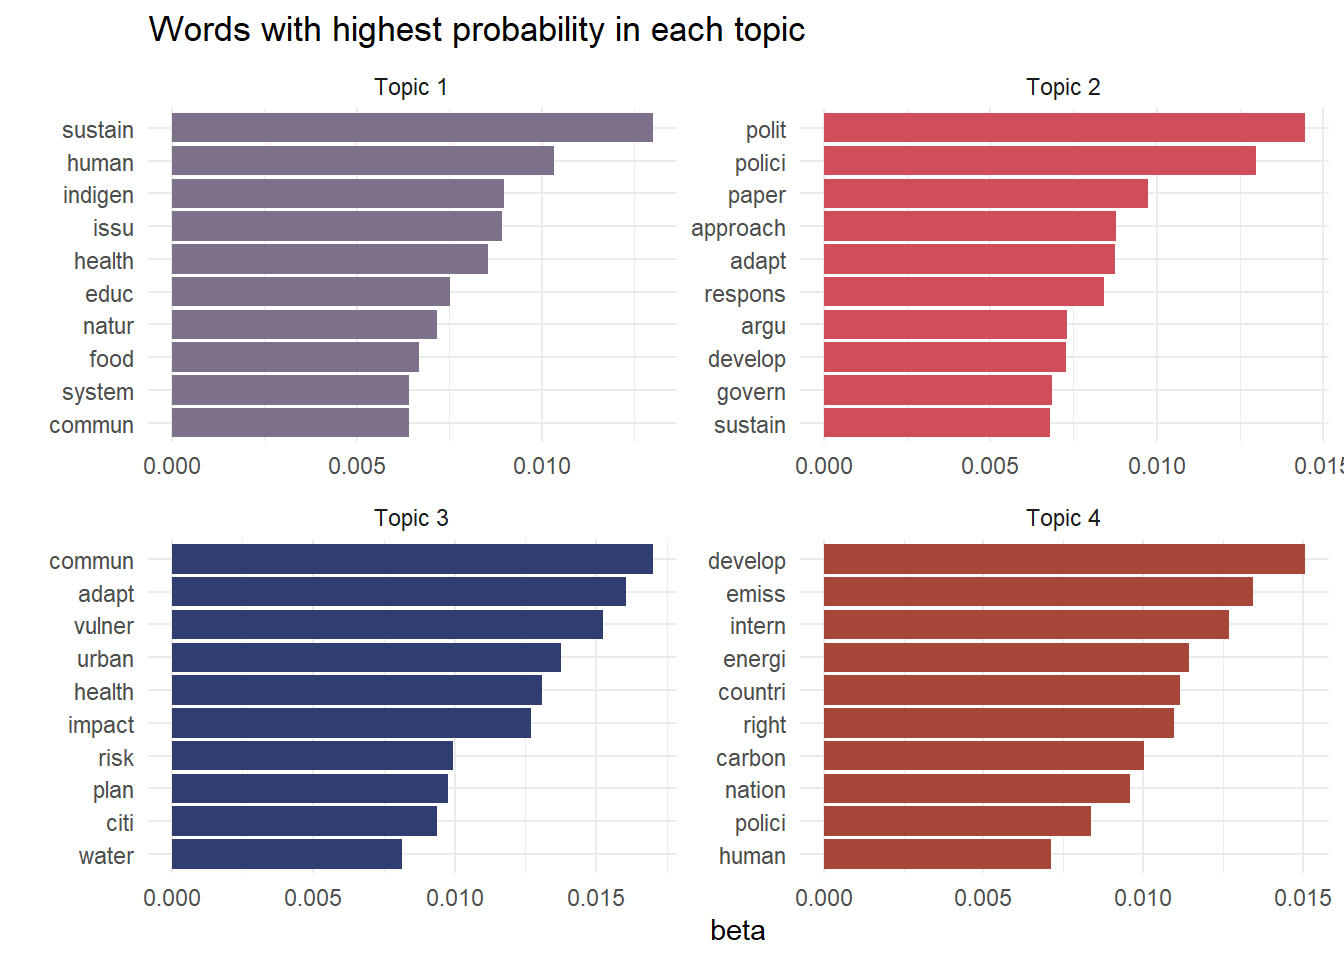 Words with highest probability in each topic
Topic 1
sustain
human
indigen
issu
health
educ
natur
food
system
commun
0.000 0.005 0.010
Topic 2
polit
polici
paper
approach
adapt
respons
argu
develop
govern
sustain
0.000 0.005 0.010 0.015
Topic 3
commun
adapt
vulner
urban
health
impact
risk
plan
citi
water
0.000 0.005 0.010 0.015
Topic 4
develop
emiss
intern
energi
countri
right
carbon
nation
polici
human
0.000 0.005 0.010 0.015
beta